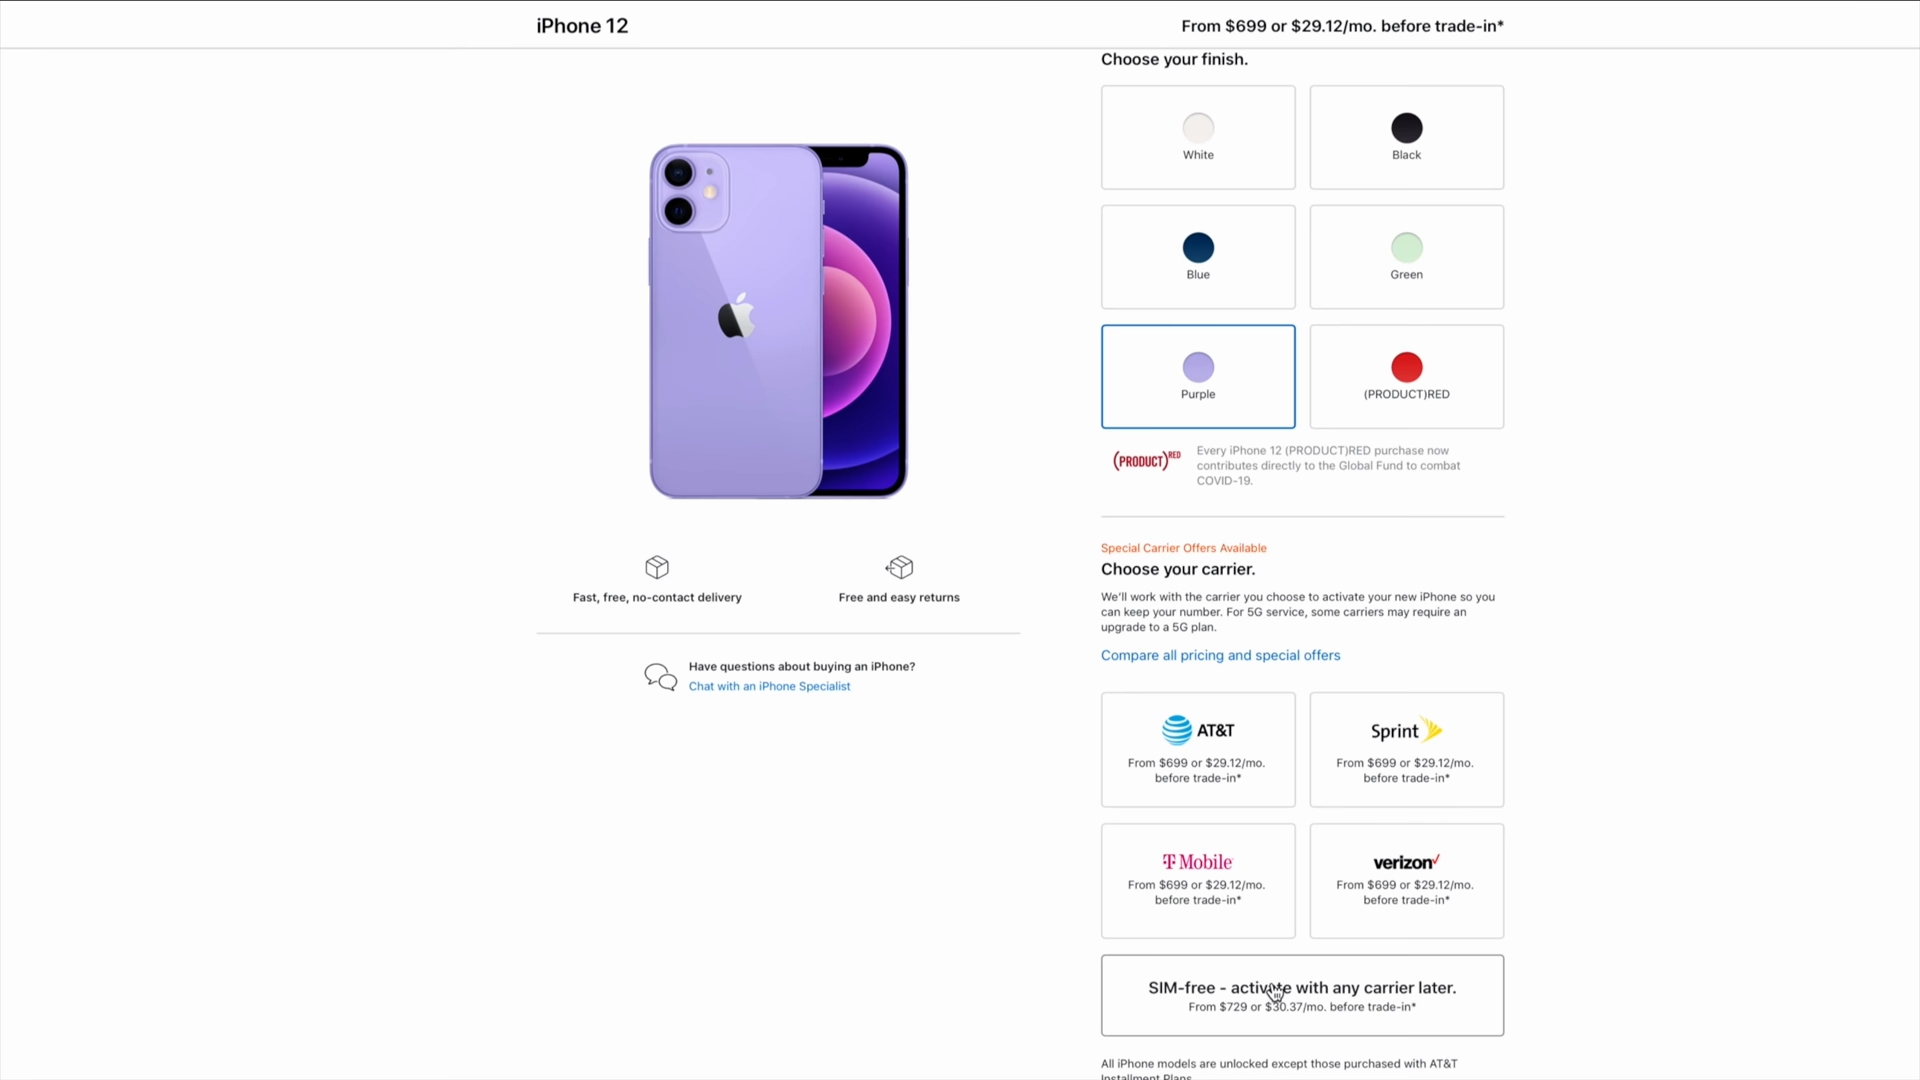 iPhone 12
From $699 or $29.12/mo. before trade-in*
Choose your finish.
White
Black
Blue
Green
Purple
(PRODUCT)RED
(PRODUCT)RED
Every iPhone 12 (PRODUCT)RED purchase now
contributes directly to the Global Fund to combat
COVID-19.
Fast, free, no-contact delivery
Free and easy returns
Have questions about buying an iPhone?
Chat with an iPhone Specialist
Special Carrier Offers Available
Choose your carrier.
We’ll work with the carrier you choose to activate your new iPhone so you
can keep your number. For 5G service, some carriers may require an
upgrade to a 5G plan.
Compare all pricing and special offers
AT&T
From $699 or $29.12/mo.
before trade-in*
Sprint
From $699 or $29.12/mo.
before trade-in*
T Mobile
From $699 or $29.12/mo.
before trade-in*
verizon
From $699 or $29.12/mo.
before trade-in*
SIM-free - activate with any carrier later.
From $729 or $30.37/mo. before trade-in*
All iPhone models are unlocked except those purchased with AT&T
Installment Plans